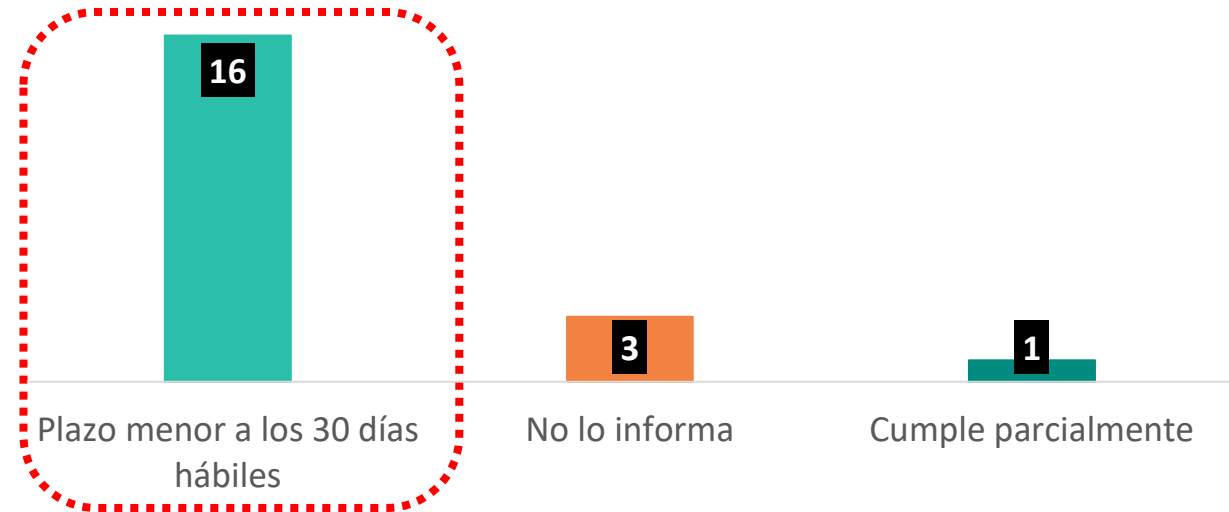 16
3
1
Plazo menor a los 30 días
hábiles
No lo informa
Cumple parcialmente